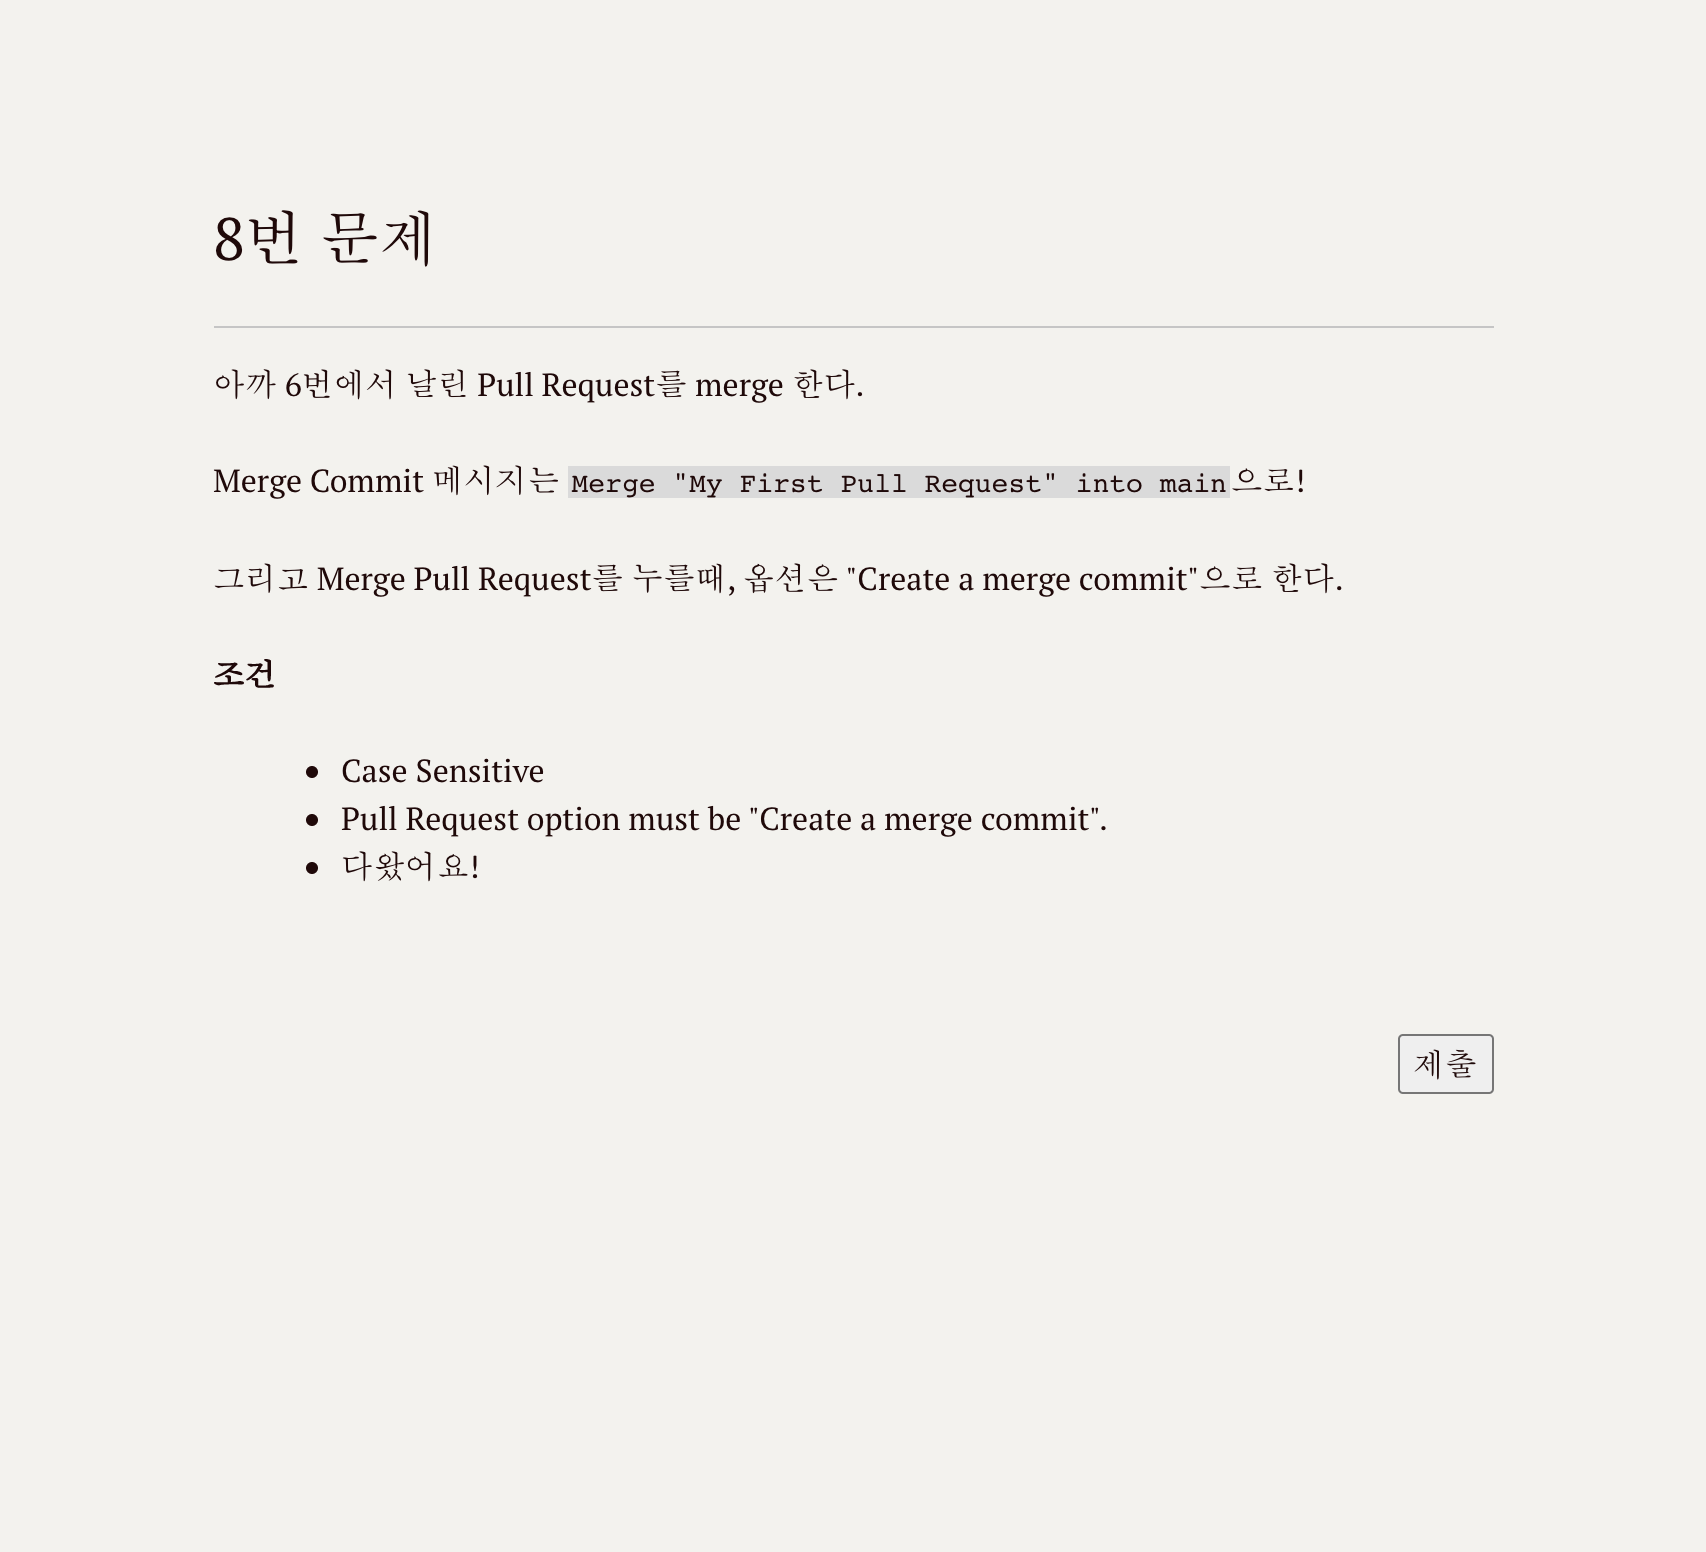 8번 문제
아까 6번에서 날린 Pull Request를 merge 한다.
Merge Commit 메시지는 Merge "My First Pull Request" into main으로!
그리고 Merge Pull Request를 누를때, 옵션은 "Create a merge commit"으로 한다.
조건
• Case Sensitive
• Pull Request option must be "Create a merge commit".
• 다왔어요!
제출